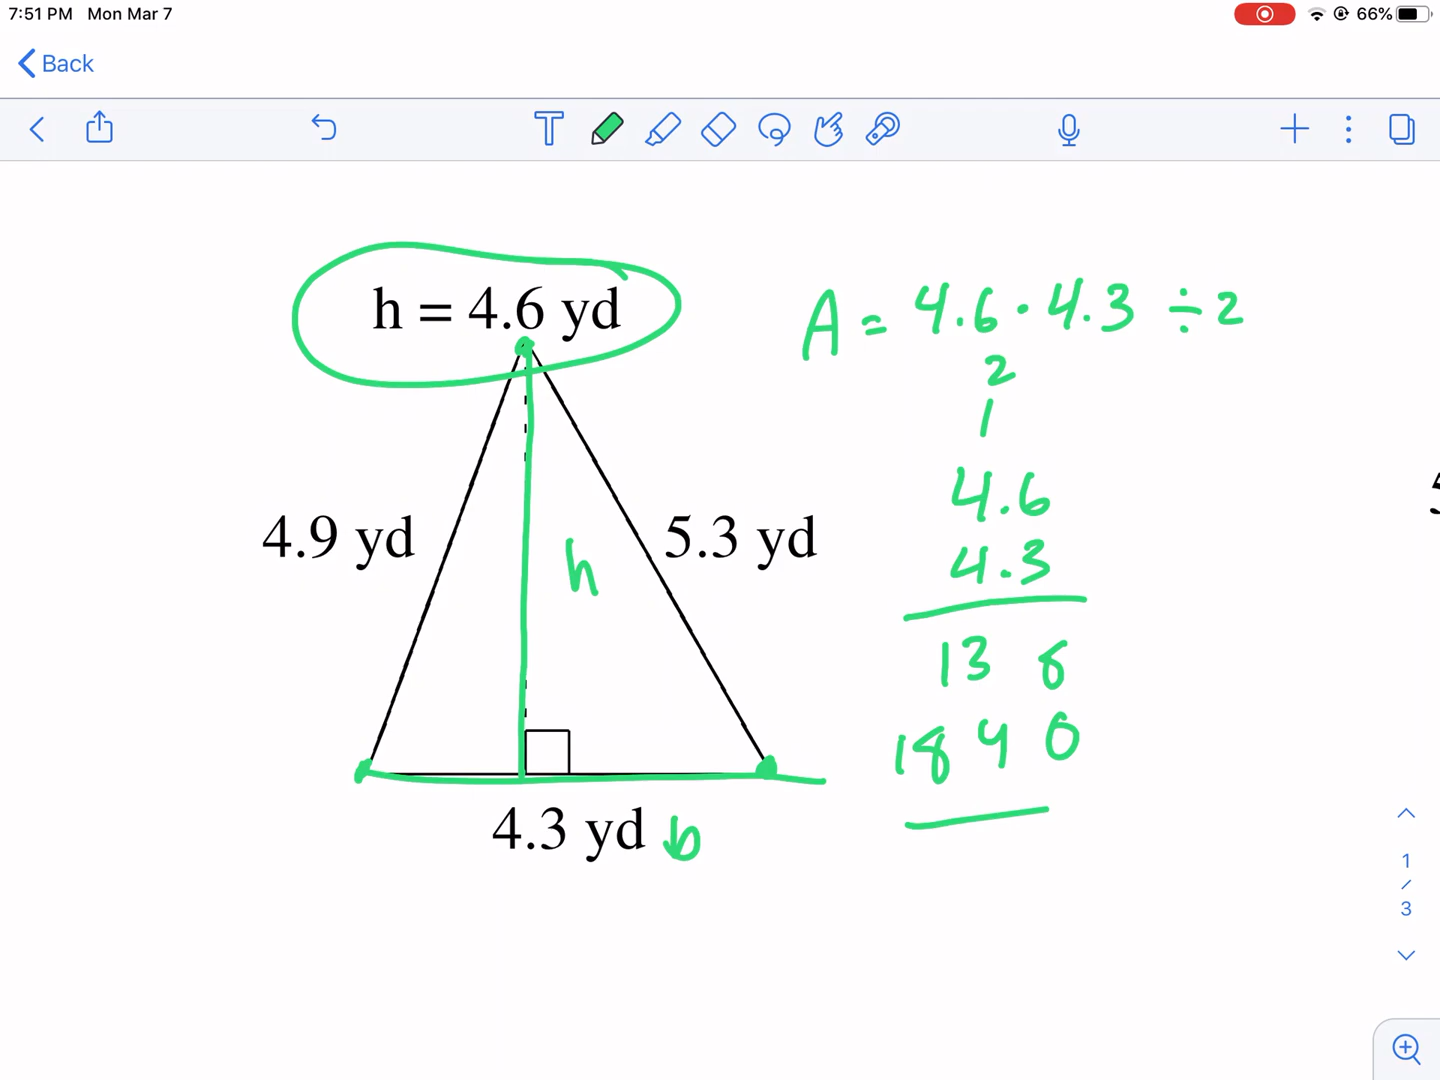 7:51 PM Mon Mar 7
66%
Back
T
h = 4.6 yd
A = 4.6 · 4.3 ÷ 2
2
1
4.6
4.9 yd
h
5.3 yd
4.3
13 8
18 4 0
4.3 yd b
1
/
3